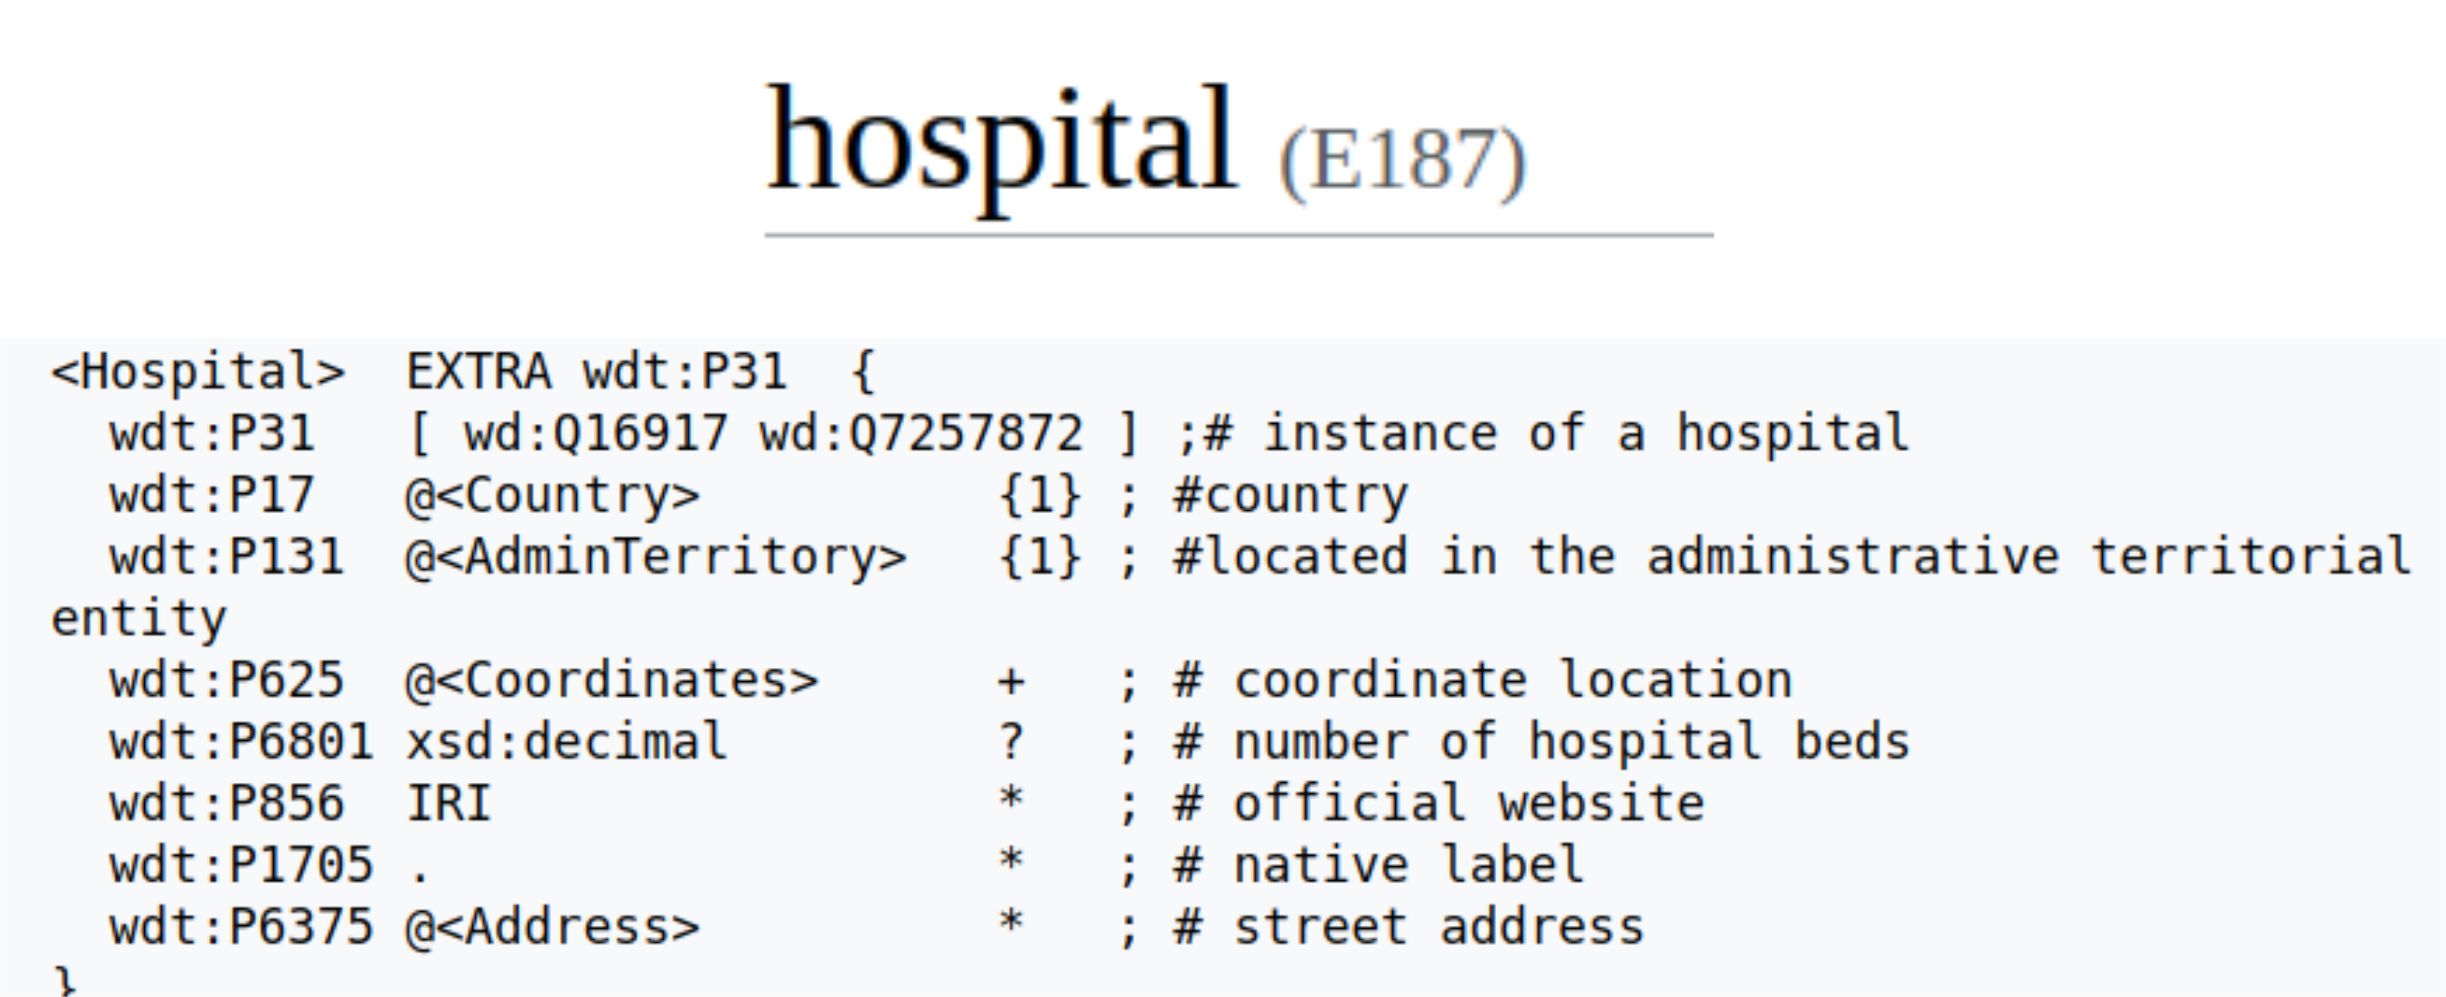 hospital (E187)
<Hospital>  EXTRA wdt:P31  {
  wdt:P31   [ wd:Q16917 wd:Q7257872 ] ;# instance of a hospital
  wdt:P17   @<Country>          {1} ; #country
  wdt:P131  @<AdminTerritory>   {1} ; #located in the administrative territorial
entity
  wdt:P625  @<Coordinates>      +   ; # coordinate location
  wdt:P6801 xsd:decimal         ?   ; # number of hospital beds
  wdt:P856  IRI                 *   ; # official website
  wdt:P1705 .                   *   ; # native label
  wdt:P6375 @<Address>          *   ; # street address
}